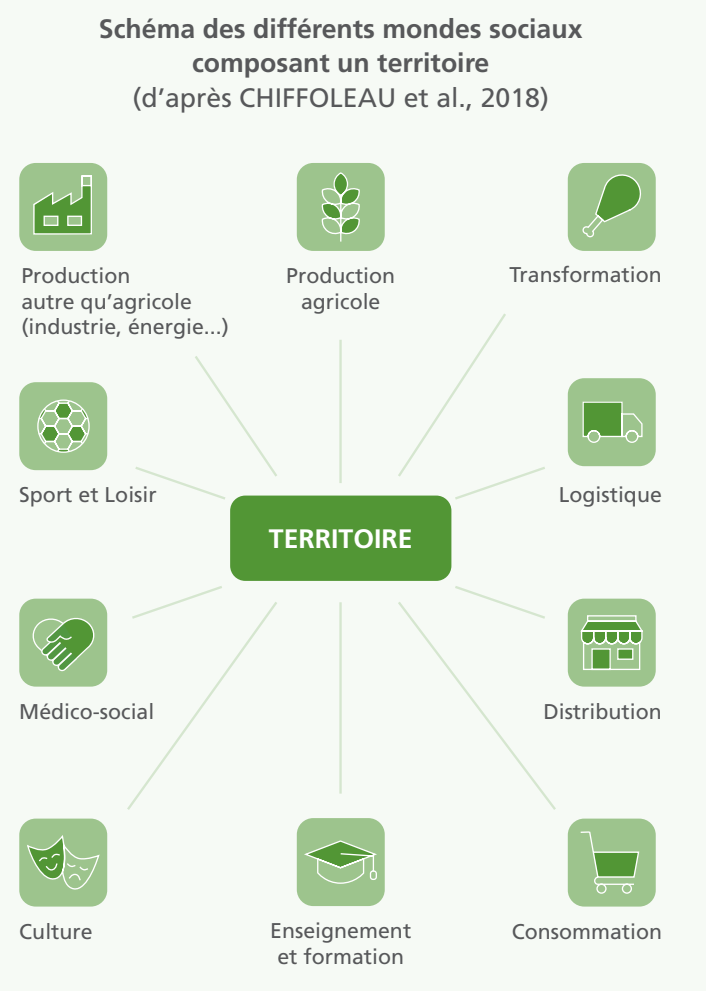 Schéma des différents mondes sociaux
composant un territoire
(d'après CHIFFOLEAU et al., 2018)
Production
autre qu'agricole
(industrie, énergie...)
Production
agricole
Transformation
Sport et Loisir
Logistique
TERRITOIRE
Médico-social
Distribution
Culture
Enseignement
et formation
Consommation